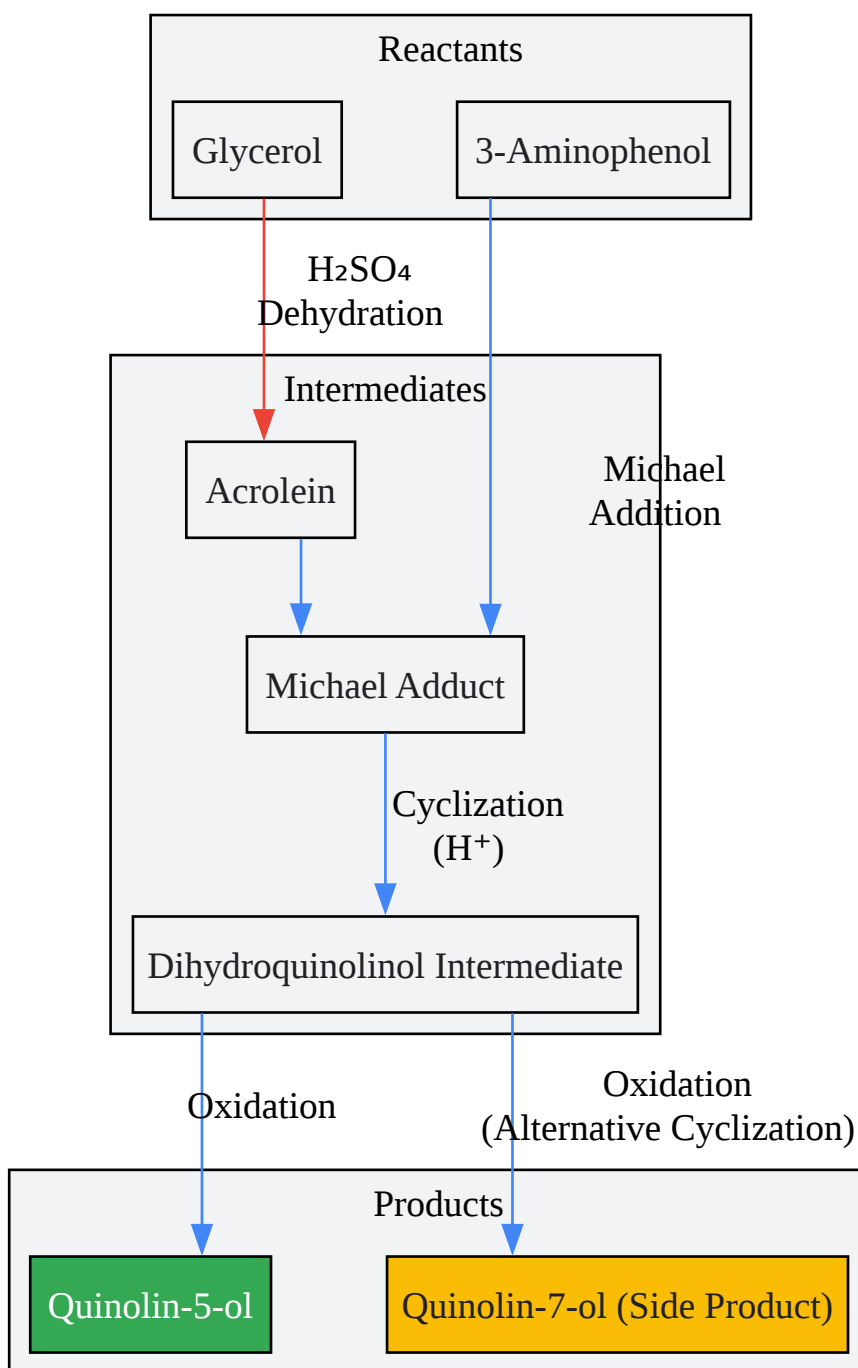 Reactants
Glycerol
3-Aminophenol
H₂SO₄
Dehydration
Intermediates
Acrolein
Michael
Addition
Michael Adduct
Cyclization
(H⁺)
Dihydroquinolinol Intermediate
Oxidation
Oxidation
(Alternative Cyclization)
Products
Quinolin-5-ol
Quinolin-7-ol (Side Product)